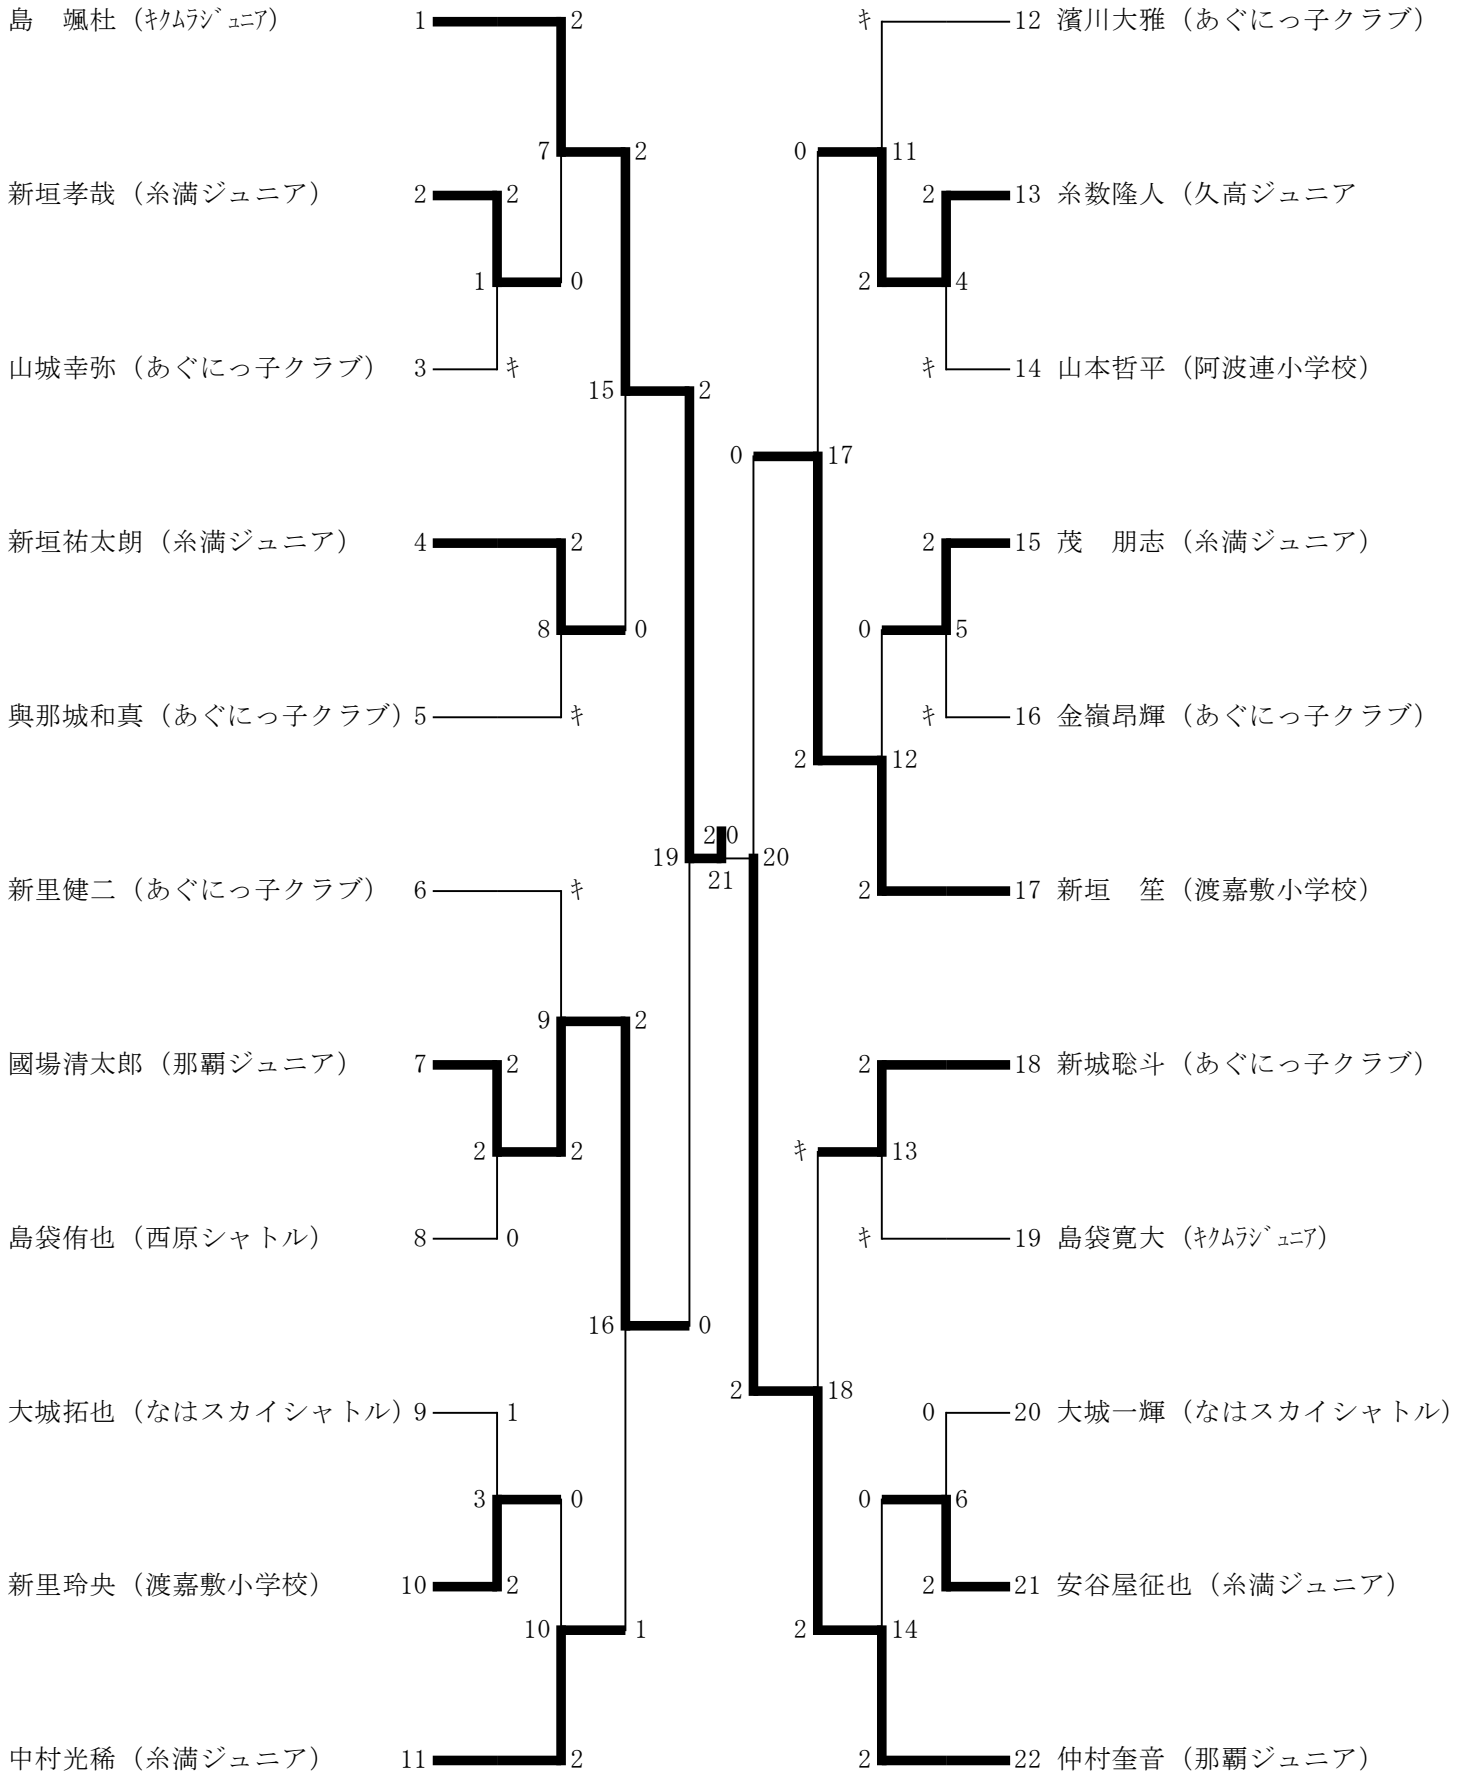 島　颯杜（ｷｸﾑﾗｼﾞｭﾆｱ） 1 2
キ 12 濱川大雅（あぐにっ子クラブ）
7 2
0 11
新垣孝哉（糸満ジュニア） 2 2
2 13 糸数隆人（久高ジュニア
1 0
2 4
山城幸弥（あぐにっ子クラブ） 3 キ
キ 14 山本哲平（阿波連小学校）
15 2
0 17
新垣祐太朗（糸満ジュニア） 4 2
2 15 茂　朋志（糸満ジュニア）
8 0
0 5
與那城和真（あぐにっ子クラブ） 5 キ
キ 16 金嶺昂輝（あぐにっ子クラブ）
2 12
2 0
19 20
21
新里健二（あぐにっ子クラブ） 6 キ
2 17 新垣　笙（渡嘉敷小学校）
9 2
國場清太郎（那覇ジュニア） 7 2
2 18 新城聡斗（あぐにっ子クラブ）
2 2
キ 13
島袋侑也（西原シャトル） 8 0
キ 19 島袋寛大（ｷｸﾑﾗｼﾞｭﾆｱ）
16 0
2 18
大城拓也（なはスカイシャトル） 9 1
0 20 大城一輝（なはスカイシャトル）
3 0
0 6
新里玲央（渡嘉敷小学校） 10 2
2 21 安谷屋征也（糸満ジュニア）
10 1
2 14
中村光稀（糸満ジュニア） 11 2
2 22 仲村奎音（那覇ジュニア）